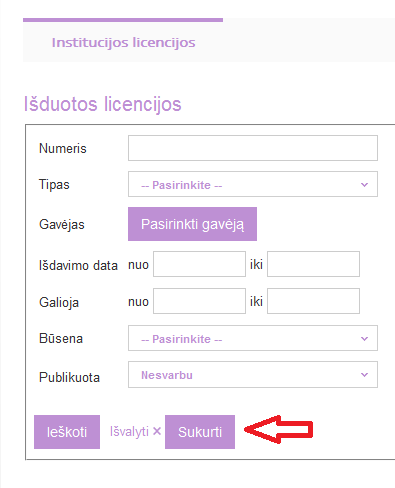 Institucijos licencijos
Išduotos licencijos
Numeris
Tipas -- Pasirinkite --
Gavėjas Pasirinkti gavėją
Išdavimo data nuo iki
Galioja nuo iki
Būsena -- Pasirinkite --
Publikuota Nesvarbu
Ieškoti Išvalyti × Sukurti